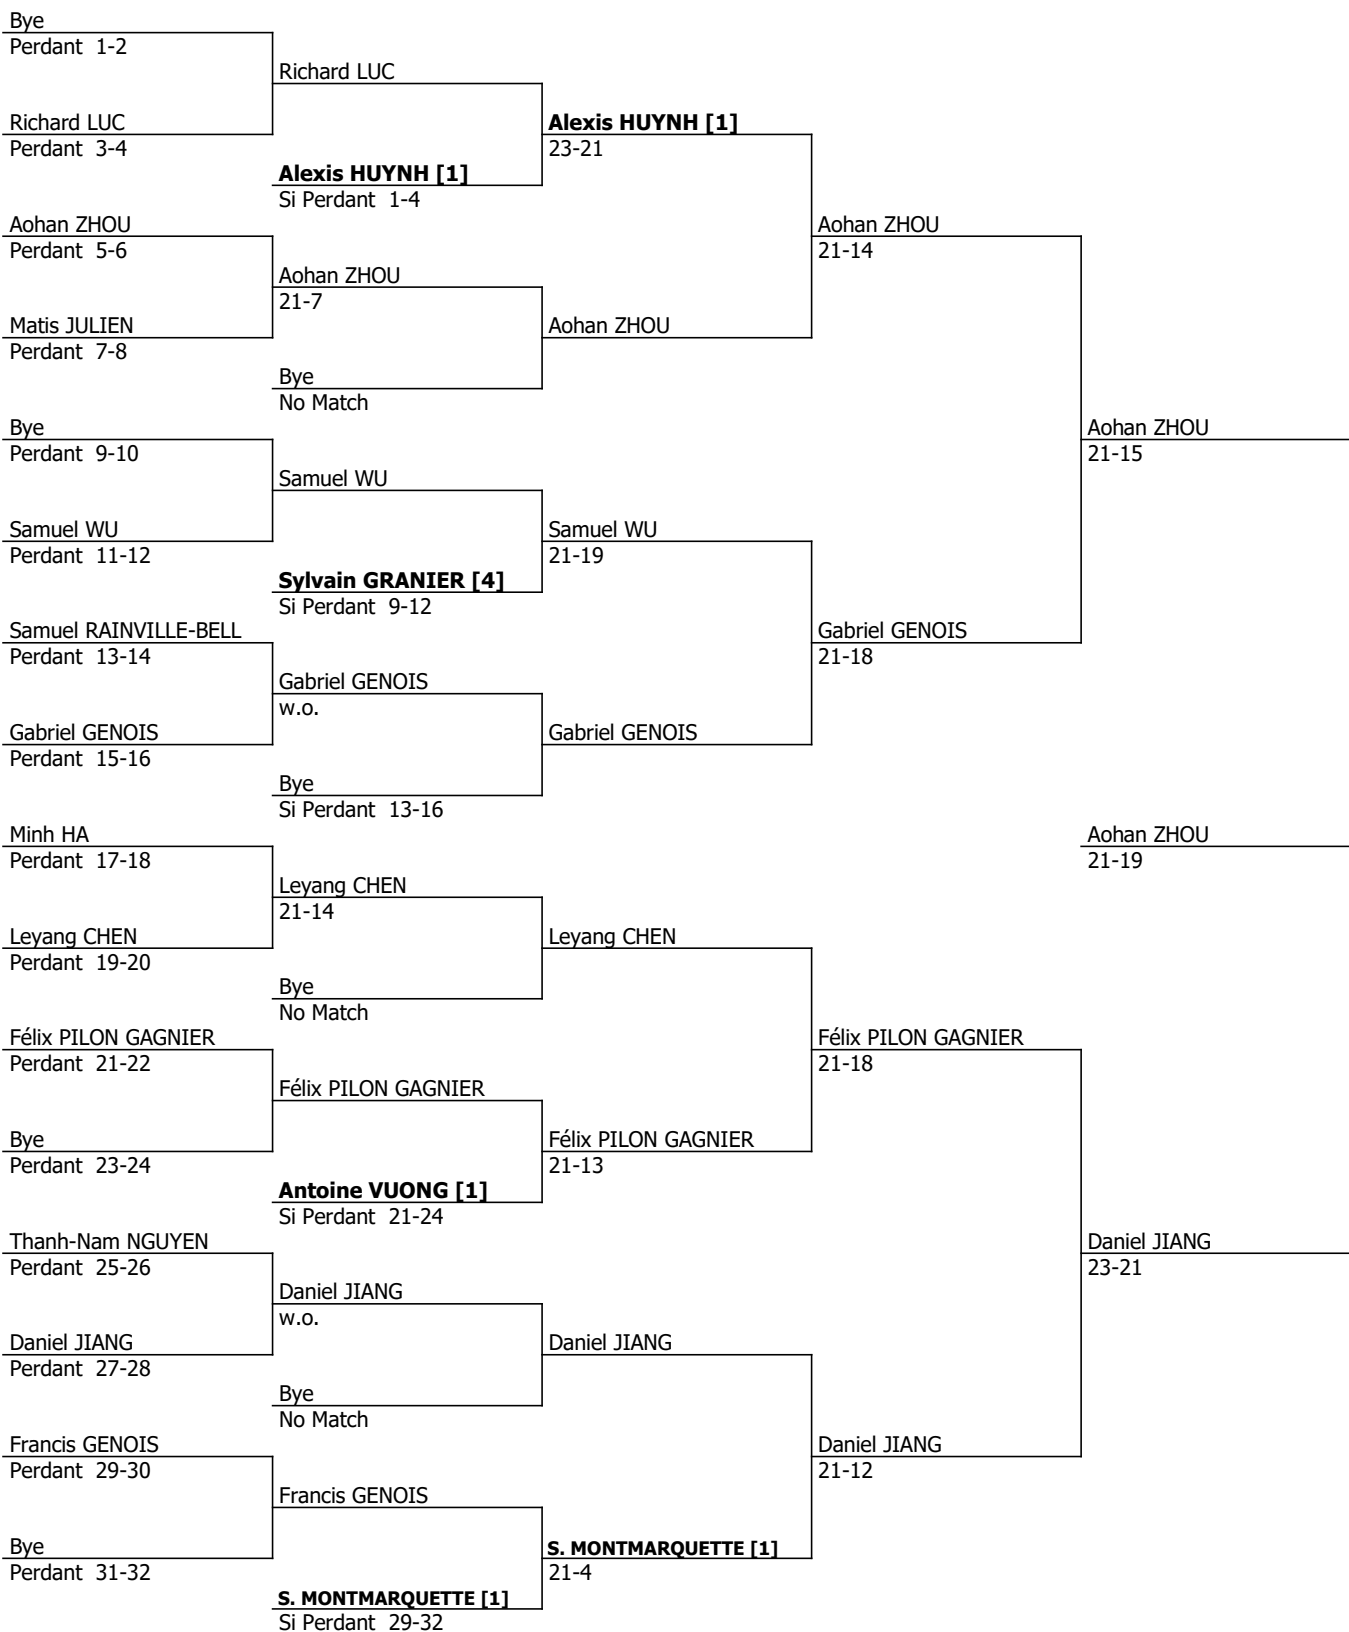 Bye
Perdant 1-2
Richard LUC
Richard LUC
Perdant 3-4
Alexis HUYNH [1]
23-21
Alexis HUYNH [1]
Si Perdant 1-4
Aohan ZHOU
Perdant 5-6
Aohan ZHOU
21-14
Aohan ZHOU
21-7
Matis JULIEN
Perdant 7-8
Aohan ZHOU
Bye
No Match
Bye
Perdant 9-10
Aohan ZHOU
21-15
Samuel WU
Samuel WU
Perdant 11-12
Samuel WU
21-19
Sylvain GRANIER [4]
Si Perdant 9-12
Samuel RAINVILLE-BELL
Perdant 13-14
Gabriel GENOIS
21-18
Gabriel GENOIS
w.o.
Gabriel GENOIS
Perdant 15-16
Gabriel GENOIS
Bye
Si Perdant 13-16
Minh HA
Perdant 17-18
Aohan ZHOU
21-19
Leyang CHEN
21-14
Leyang CHEN
Perdant 19-20
Leyang CHEN
Bye
No Match
Félix PILON GAGNIER
Perdant 21-22
Félix PILON GAGNIER
21-18
Félix PILON GAGNIER
Bye
Perdant 23-24
Félix PILON GAGNIER
21-13
Antoine VUONG [1]
Si Perdant 21-24
Thanh-Nam NGUYEN
Perdant 25-26
Daniel JIANG
23-21
Daniel JIANG
w.o.
Daniel JIANG
Perdant 27-28
Daniel JIANG
Bye
No Match
Francis GENOIS
Perdant 29-30
Daniel JIANG
21-12
Francis GENOIS
Bye
Perdant 31-32
S. MONTMARQUETTE [1]
21-4
S. MONTMARQUETTE [1]
Si Perdant 29-32